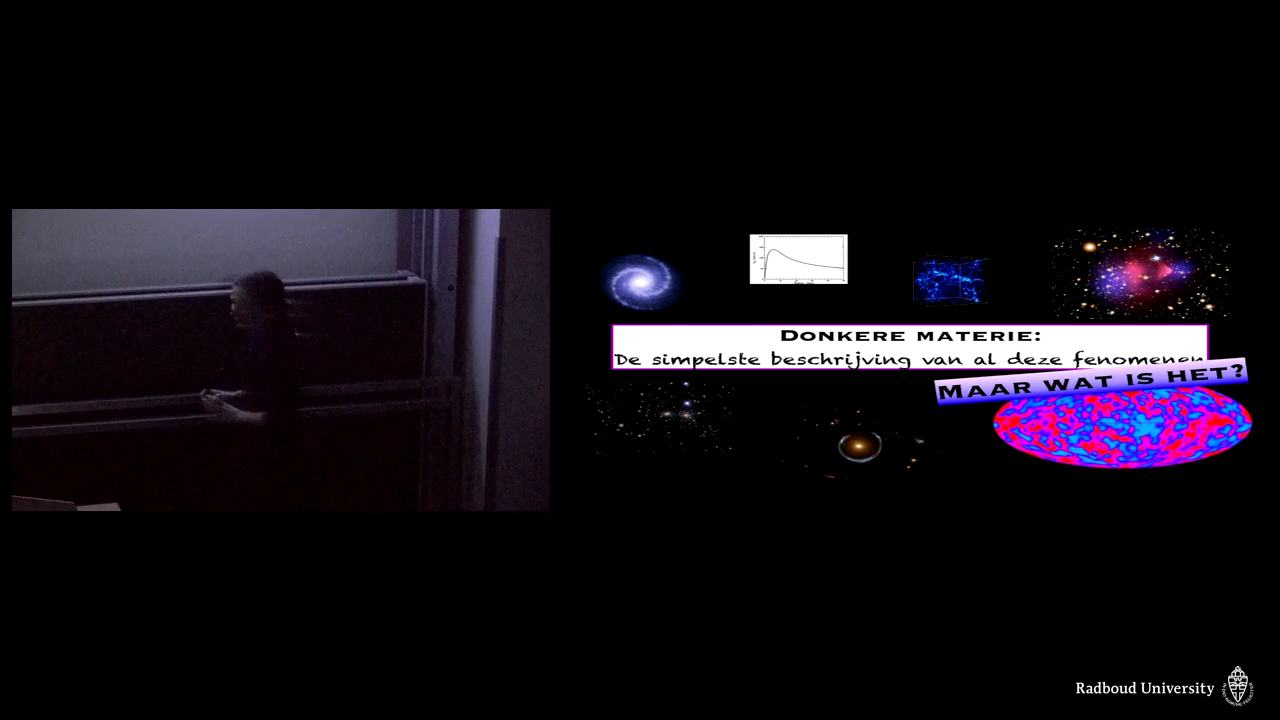 DONKERE MATERIE:
De simpelste beschrijving van al deze fenomenen
MAAR WAT IS HET?
Radboud University